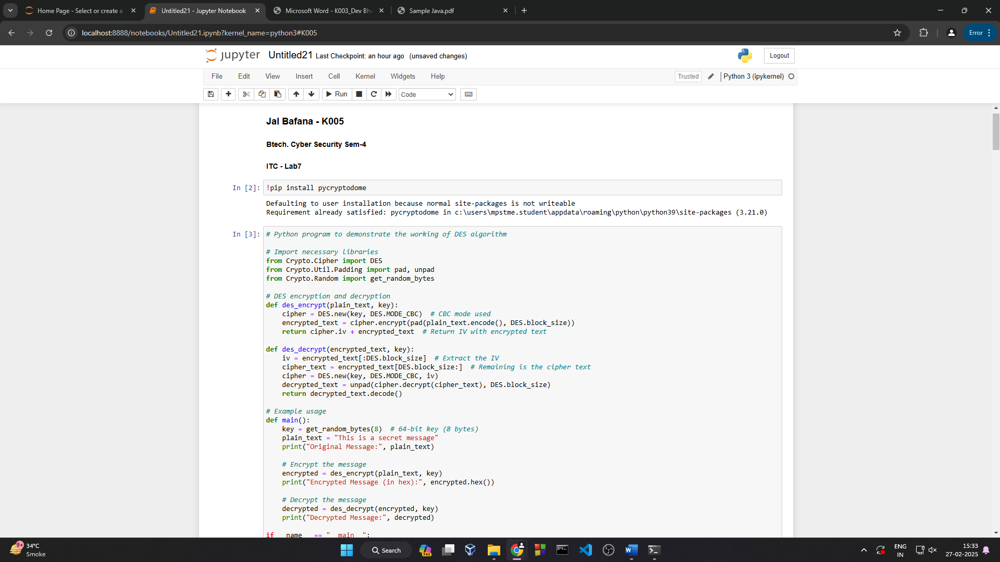 Home Page - Select or create a
Untitled21 - Jupyter Notebook
Microsoft Word - K003_Dev Bha
Sample Java.pdf
localhost:8888/notebooks/Untitled21.ipynb?kernel_name=python3#K005
Error
jupyter Untitled21 Last Checkpoint: an hour ago (unsaved changes)
Logout
File Edit View Insert Cell Kernel Widgets Help
Trusted Python 3 (ipykernel)
Run Code
Jal Bafana - K005
Btech. Cyber Security Sem-4
ITC - Lab7
In [2]: !pip install pycryptodome
Defaulting to user installation because normal site-packages is not writeable
Requirement already satisfied: pycryptodome in c:\users\mpstme.student\appdata\roaming\python\python39\site-packages (3.21.0)
In [3]: # Python program to demonstrate the working of DES algorithm
# Import necessary libraries
from Crypto.Cipher import DES
from Crypto.Util.Padding import pad, unpad
from Crypto.Random import get_random_bytes
# DES encryption and decryption
def des_encrypt(plain_text, key):
    cipher = DES.new(key, DES.MODE_CBC)  # CBC mode used
    encrypted_text = cipher.encrypt(pad(plain_text.encode(), DES.block_size))
    return cipher.iv + encrypted_text  # Return IV with encrypted text
def des_decrypt(encrypted_text, key):
    iv = encrypted_text[:DES.block_size]  # Extract the IV
    cipher_text = encrypted_text[DES.block_size:]  # Remaining is the cipher text
    cipher = DES.new(key, DES.MODE_CBC, iv)
    decrypted_text = unpad(cipher.decrypt(cipher_text), DES.block_size)
    return decrypted_text.decode()
# Example usage
def main():
    key = get_random_bytes(8)  # 64-bit key (8 bytes)
    plain_text = "This is a secret message"
    print("Original Message:", plain_text)
    # Encrypt the message
    encrypted = des_encrypt(plain_text, key)
    print("Encrypted Message (in hex):", encrypted.hex())
    # Decrypt the message
    decrypted = des_decrypt(encrypted, key)
    print("Decrypted Message:", decrypted)
if __name__ == "__main__":
9+ 34°C
Smoke
Search
PRE
ENG
IN
15:33
27-02-2025